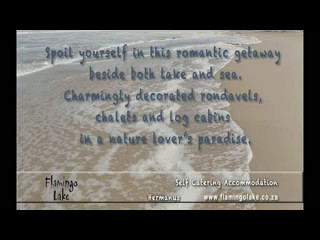 Spoil yourself in this romantic getaway
beside both lake and sea.
Charmingly decorated rondavels,
chalets and log cabins
in a nature lover's paradise.
Flamingo
Lake
Self Catering Accommodation
Hermanus www.flamingolake.co.za